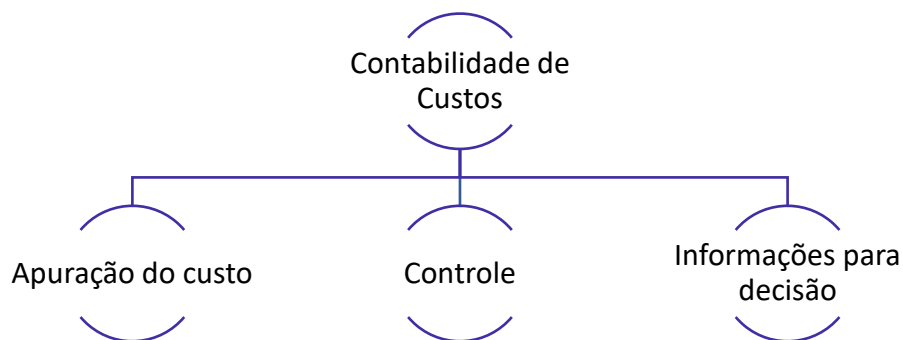 Contabilidade de
Custos
Apuração do custo
Controle
Informações para
decisão